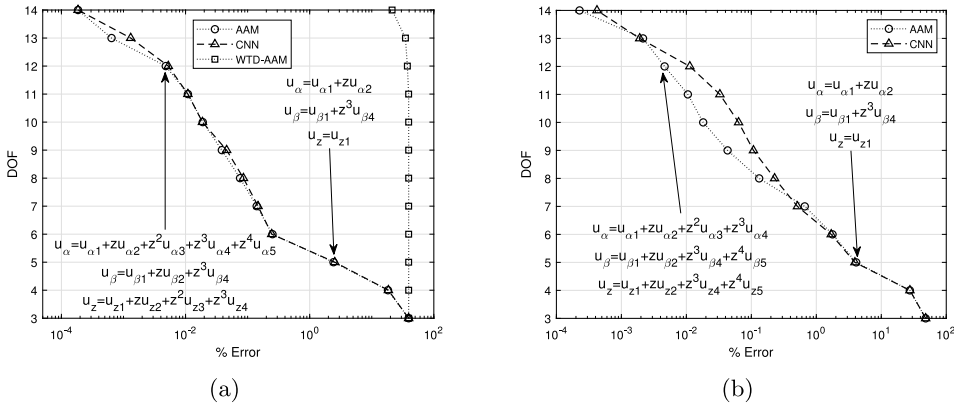 14
13
12
11
10
9
8
7
6
5
4
3
DOF
10^-4
10^-2
10^0
10^2
% Error
AAM
CNN
WTD-AAM
u_α=u_α1+zu_α2
u_β=u_β1+z^3u_β4
u_z=u_z1
u_α=u_α1+zu_α2+z^2u_α3+z^3u_α4+z^4u_α5
u_β=u_β1+zu_β2+z^3u_β4
u_z=u_z1+zu_z2+z^2u_z3+z^3u_z4
(a)
14
13
12
11
10
9
8
7
6
5
4
3
DOF
10^-4
10^-3
10^-2
10^-1
10^0
10^1
10^2
% Error
AAM
CNN
u_α=u_α1+zu_α2
u_β=u_β1+z^3u_β4
u_z=u_z1
u_α=u_α1+zu_α2+z^2u_α3+z^3u_α4
u_β=u_β1+zu_β2+z^3u_β4+z^4u_β5
u_z=u_z1+zu_z2+z^3u_z4+z^4u_z5
(b)